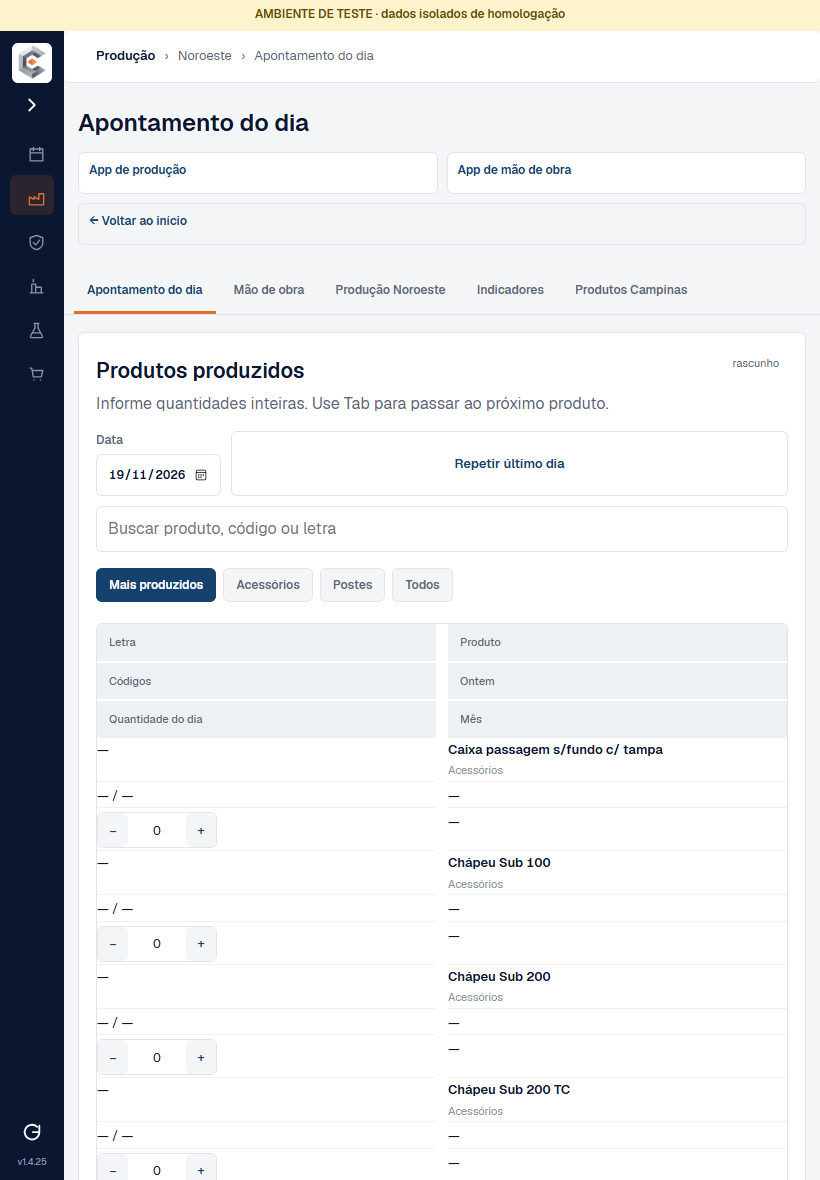 AMBIENTE DE TESTE · dados isolados de homologação
Produção › Noroeste › Apontamento do dia
Apontamento do dia
App de produção
App de mão de obra
← Voltar ao início
Apontamento do dia
Mão de obra
Produção Noroeste
Indicadores
Produtos Campinas
Produtos produzidos
rascunho
Informe quantidades inteiras. Use Tab para passar ao próximo produto.
Data
19/11/2026
Repetir último dia
Buscar produto, código ou letra
Mais produzidos
Acessórios
Postes
Todos
Letra
Produto
Códigos
Ontem
Quantidade do dia
Mês
—
Caixa passagem s/fundo c/ tampa
Acessórios
— / —
—
− 0 +
—
—
Chápeu Sub 100
Acessórios
— / —
—
− 0 +
—
—
Chápeu Sub 200
Acessórios
— / —
—
− 0 +
—
—
Chápeu Sub 200 TC
Acessórios
— / —
—
− 0 +
—
v1.4.25